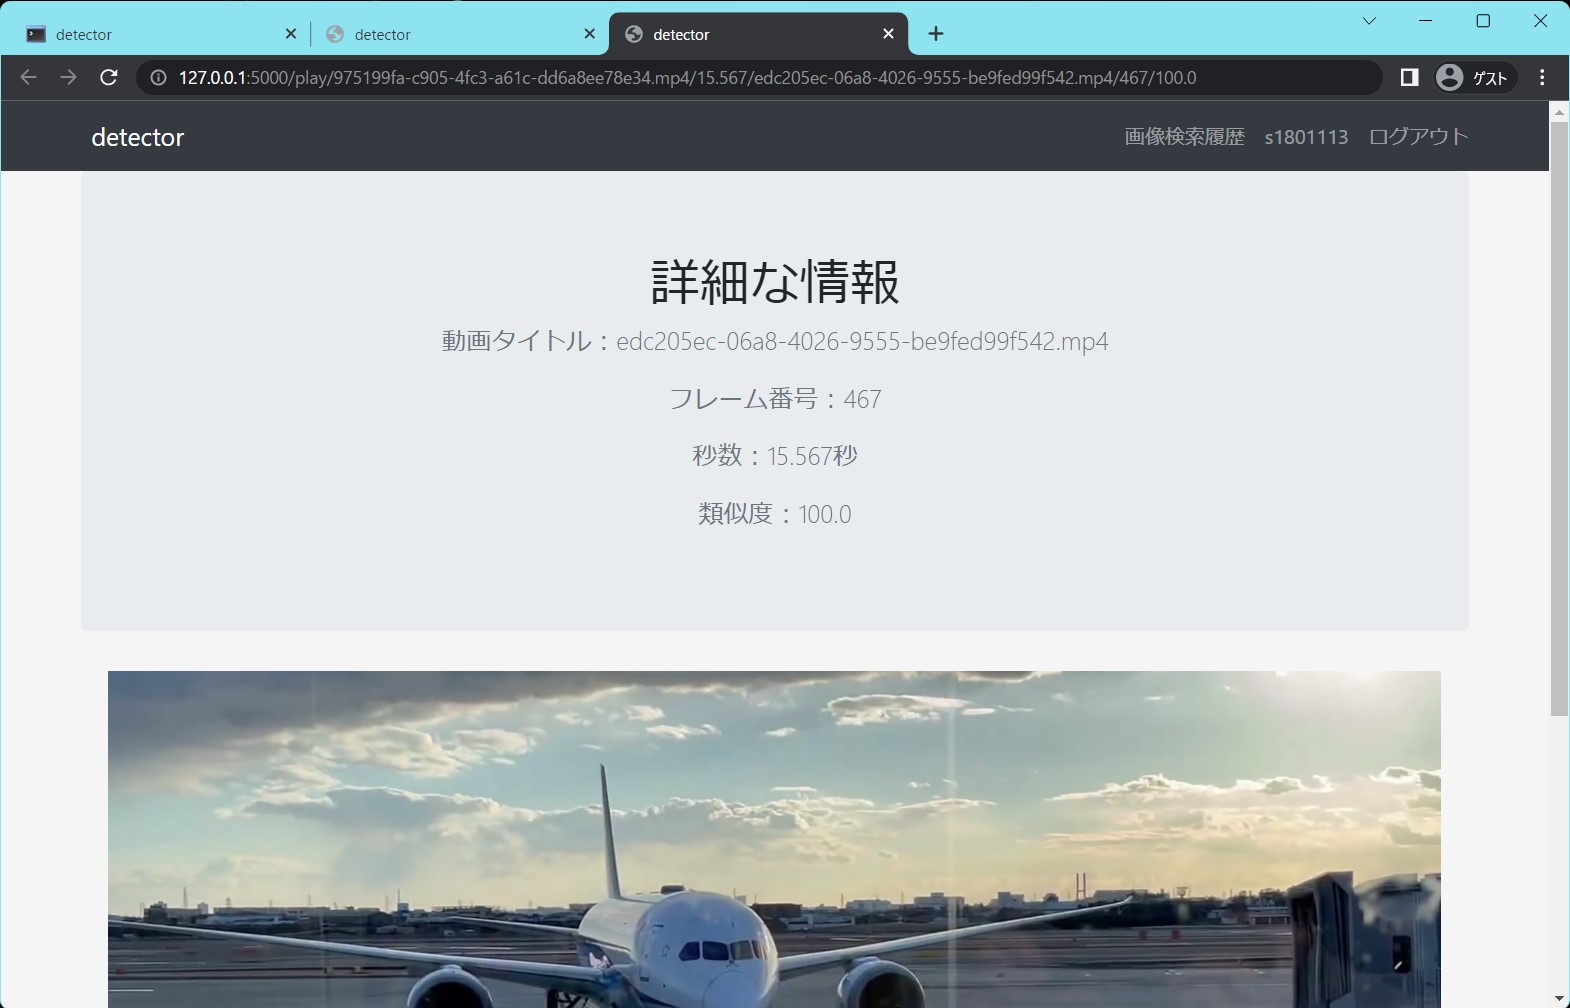 detector
detector
detector
127.0.0.1:5000/play/975199fa-c905-4fc3-a61c-dd6a8ee78e34.mp4/15.567/edc205ec-06a8-4026-9555-be9fed99f542.mp4/467/100.0
ゲスト
detector
画像検索履歴 s1801113 ログアウト
詳細な情報
動画タイトル：edc205ec-06a8-4026-9555-be9fed99f542.mp4
フレーム番号：467
秒数：15.567秒
類似度：100.0